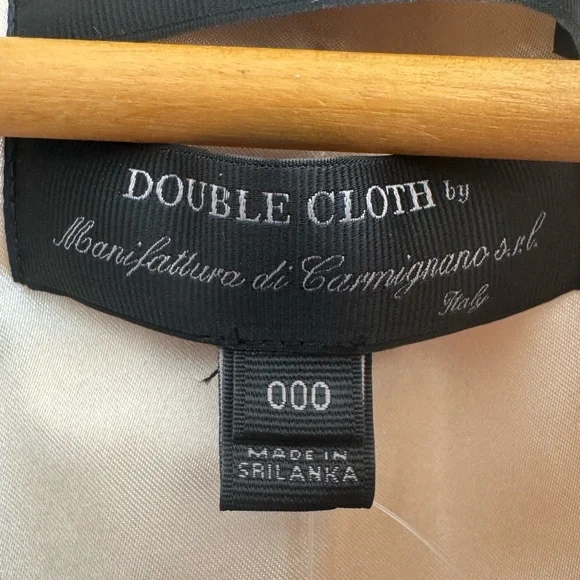 DOUBLE CLOTH by
Manifattura di Carmignano s.r.l.
Italy
000
MADE IN
SRILANKA